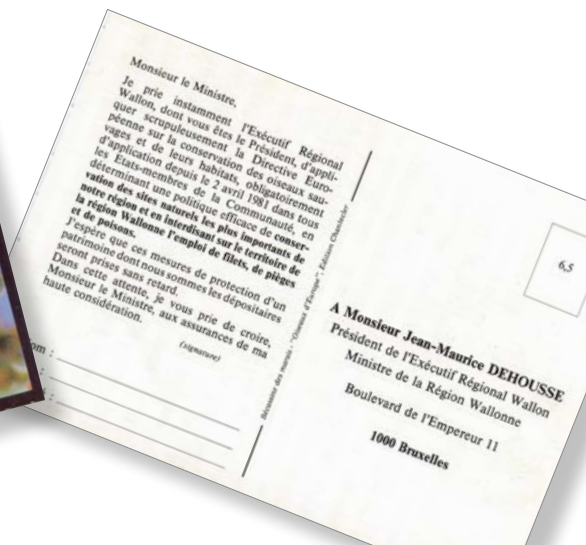 Monsieur le Ministre,
Je prie instamment l'Exécutif Régional
Wallon, dont vous êtes le Président, d'appli-
quer scrupuleusement la Directive Euro-
péenne sur la conservation des oiseaux sau-
vages et de leurs habitats, obligatoirement
d'application depuis le 2 avril 1981 dans tous
les Etats-membres de la Communauté, en
déterminant une politique efficace de conser-
vation des sites naturels les plus importants de
notre région et en interdisant sur le territoire de
la région Wallonne l'emploi de filets, de pièges
et de poisons.
J'espère que ces mesures de protection d'un
patrimoine dont nous sommes les dépositaires
seront prises sans retard.
Dans cette attente, je vous prie de croire,
Monsieur le Ministre, aux assurances de ma
haute considération.
(signature)
om :
:
:
des marais : "Oiseaux d'Europe" Edition Chantecler
6,5
A Monsieur Jean-Maurice DEHOUSSE
Président de l'Exécutif Régional Wallon
Ministre de la Région Wallonne
Boulevard de l'Empereur 11
1000 Bruxelles